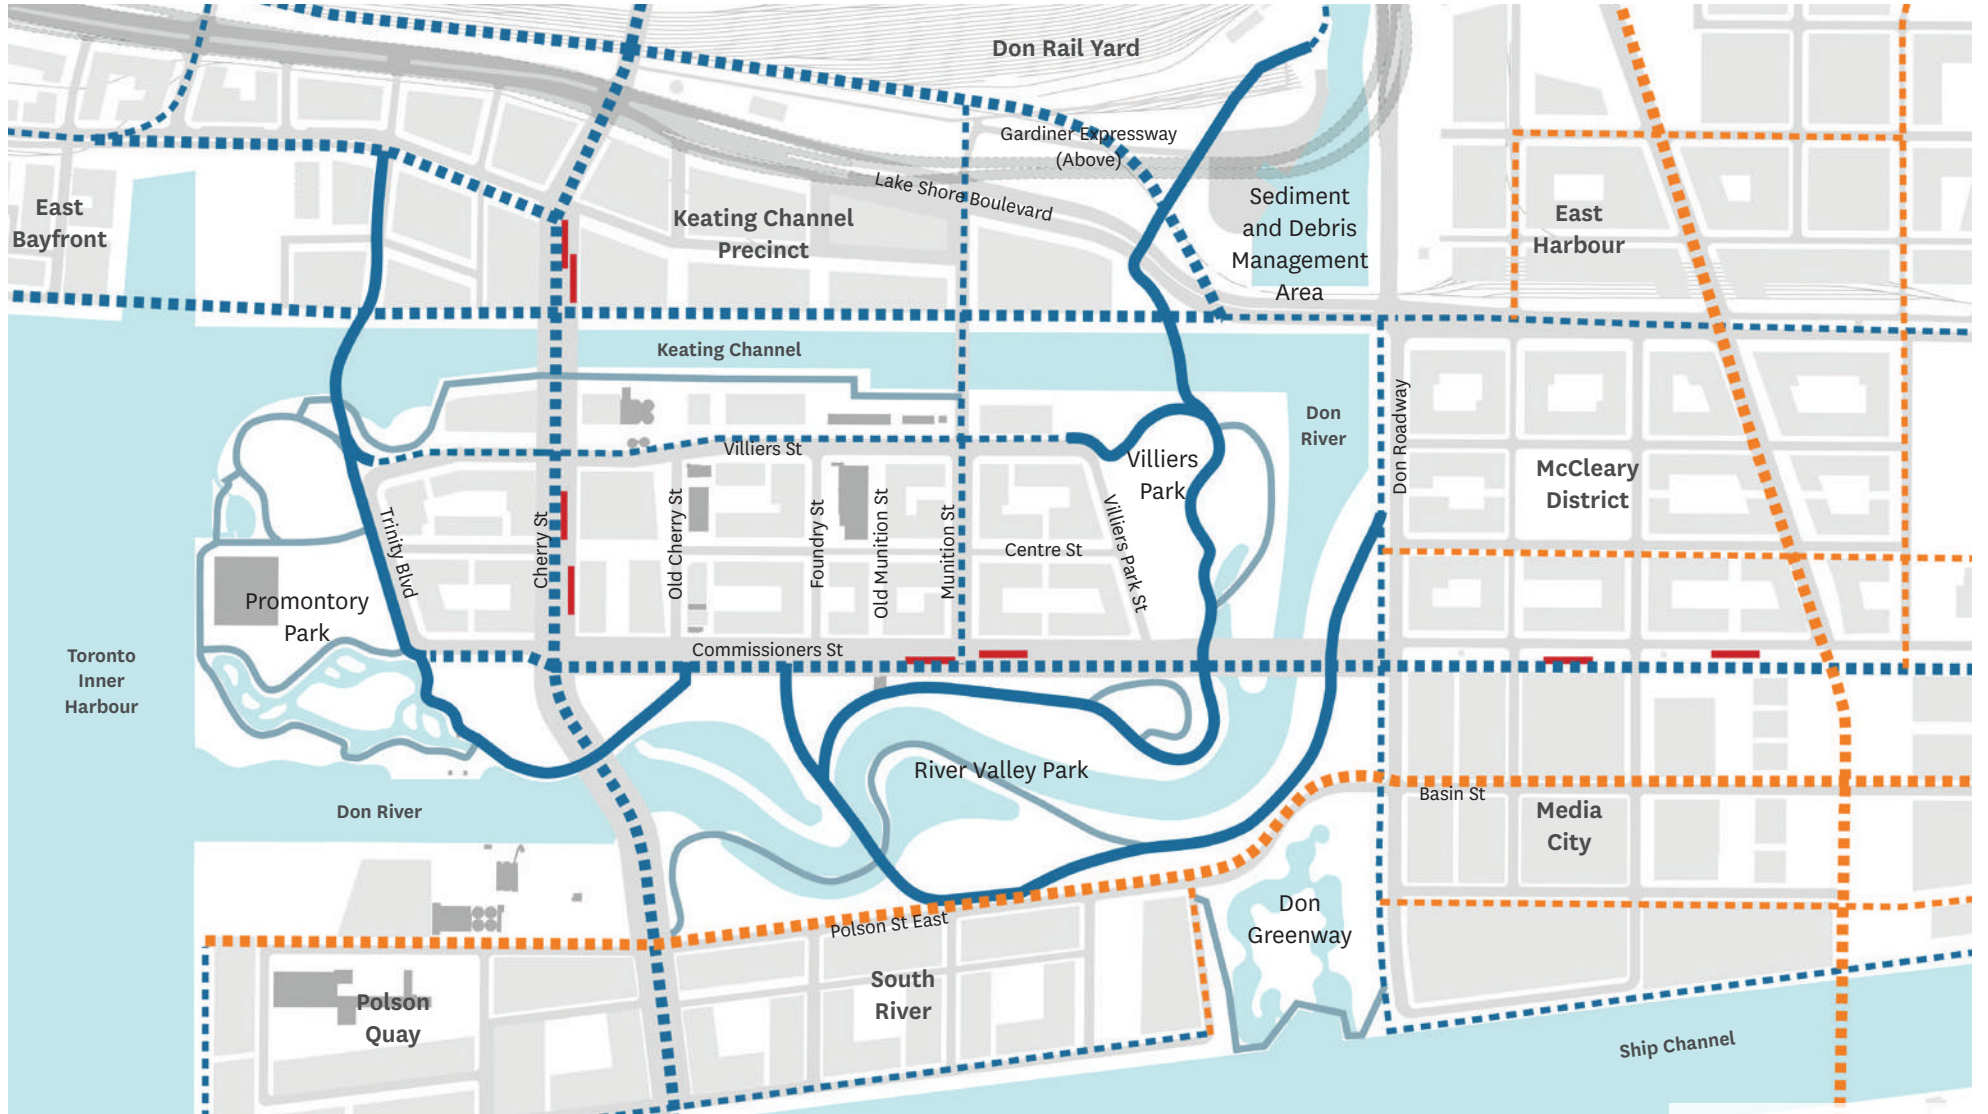 Don Rail Yard
Gardiner Expressway
(Above)
Lake Shore Boulevard
East
Bayfront
Keating Channel
Precinct
Sediment
and Debris
Management
Area
East
Harbour
Keating Channel
Don
River
Don Roadway
Villiers St
Villiers
Park
McCleary
District
Trinity Blvd
Cherry St
Old Cherry St
Foundry St
Old Munition St
Munition St
Centre St
Villiers Park St
Promontory
Park
Commissioners St
Toronto
Inner
Harbour
River Valley Park
Basin St
Media
City
Don River
Don
Greenway
Polson St East
South
River
Polson
Quay
Ship Channel